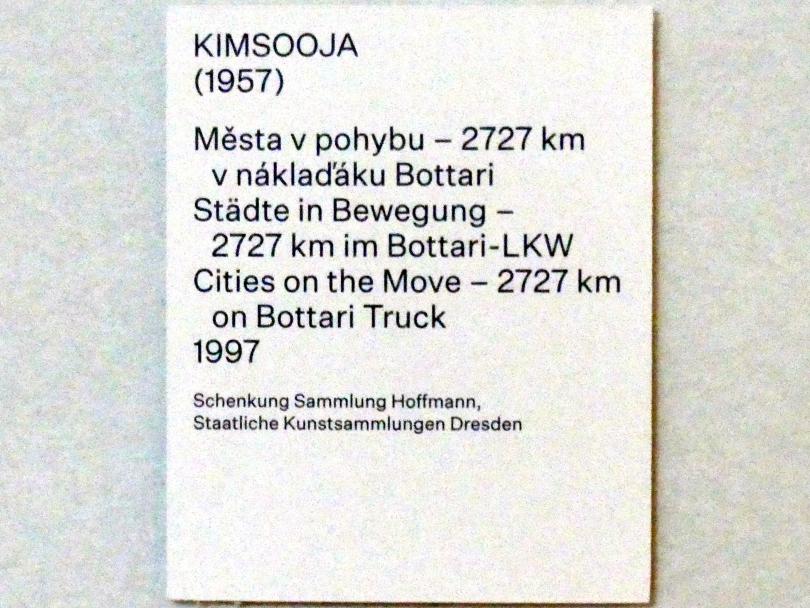 KIMSOOJA
(1957)
Města v pohybu – 2727 km
v náklaďáku Bottari
Städte in Bewegung –
2727 km im Bottari-LKW
Cities on the Move – 2727 km
on Bottari Truck
1997
Schenkung Sammlung Hoffmann,
Staatliche Kunstsammlungen Dresden